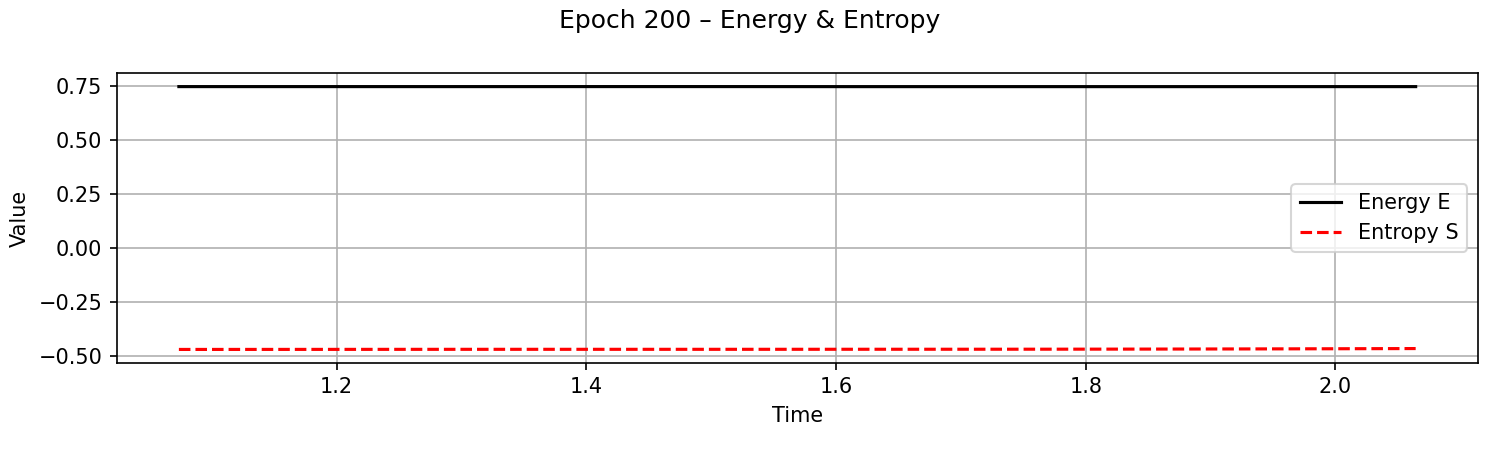 Epoch 200 – Energy & Entropy
0.75
0.50
0.25
0.00
−0.25
−0.50
Value
Energy E
Entropy S
1.2 1.4 1.6 1.8 2.0
Time